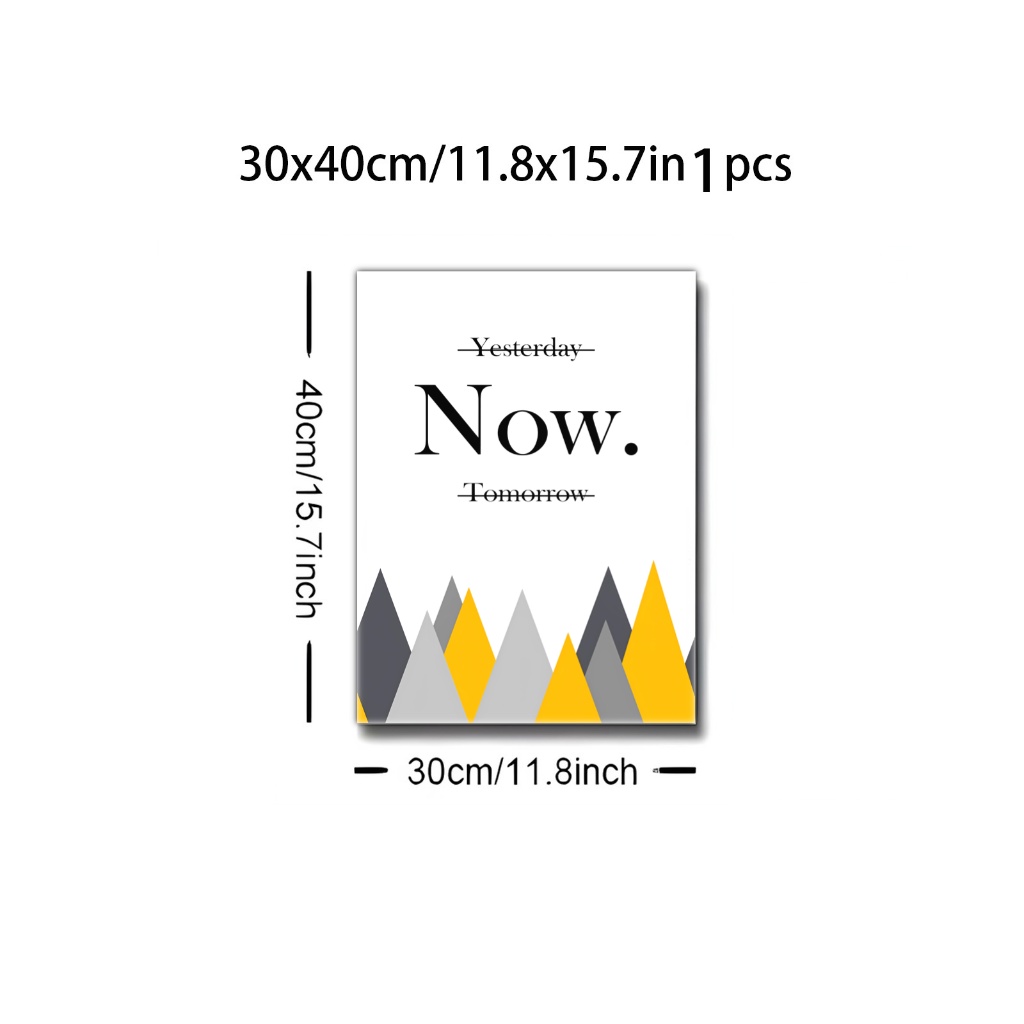 30x40cm/11.8x15.7in 1 pcs
Yesterday
Now.
Tomorrow
40cm/15.7inch
30cm/11.8inch